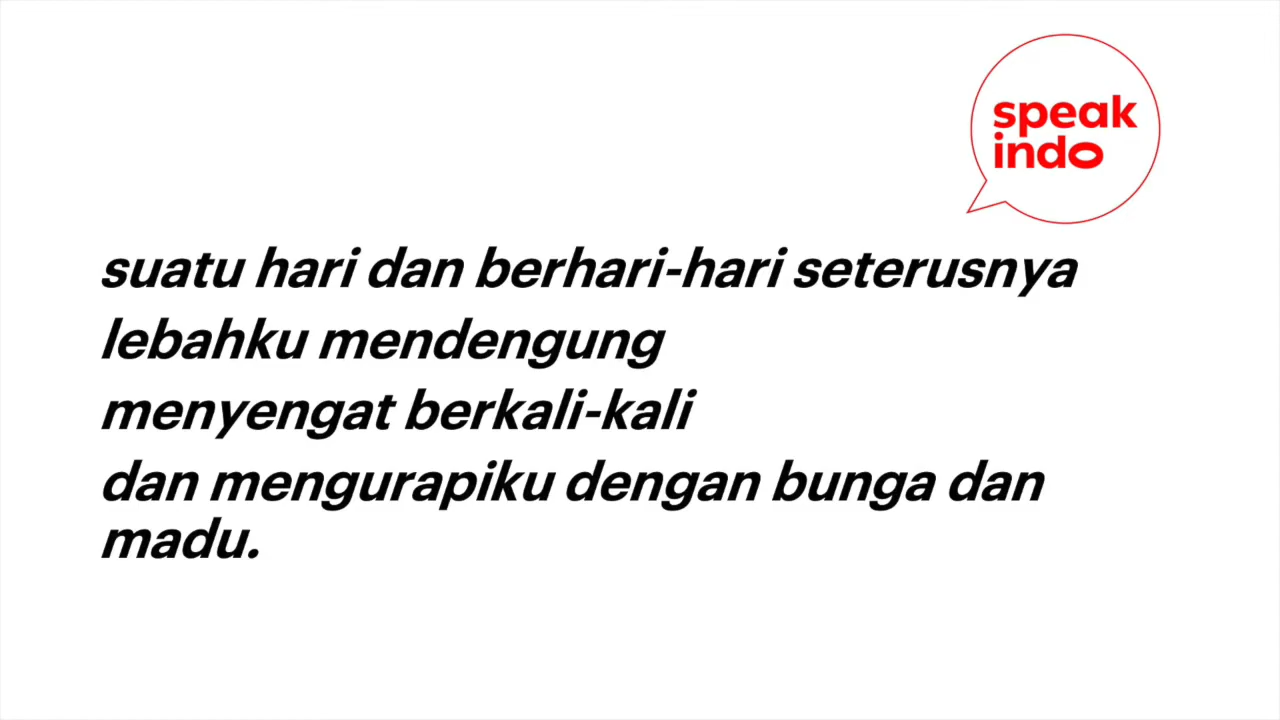 speak
indo
suatu hari dan berhari-hari seterusnya
lebahku mendengung
menyengat berkali-kali
dan mengurapiku dengan bunga dan
madu.